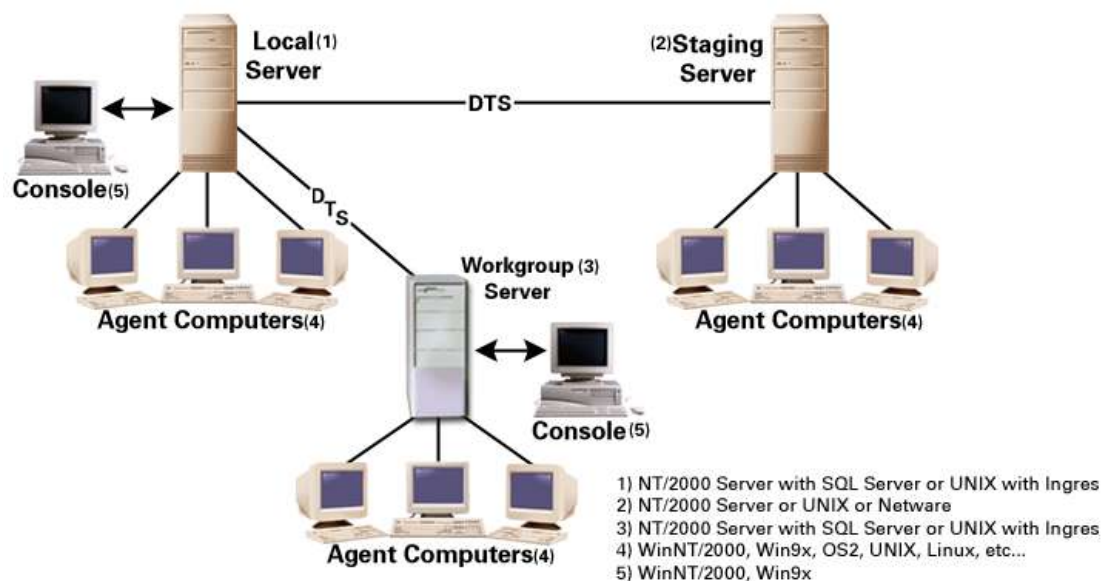 Local(1)
Server
(2)Staging
Server
DTS
Console(5)
DTS
Agent Computers(4)
Agent Computers(4)
Workgroup (3)
Server
Console(5)
Agent Computers(4)
1) NT/2000 Server with SQL Server or UNIX with Ingres
2) NT/2000 Server or UNIX or Netware
3) NT/2000 Server with SQL Server or UNIX with Ingres
4) WinNT/2000, Win9x, OS2, UNIX, Linux, etc...
5) WinNT/2000, Win9x